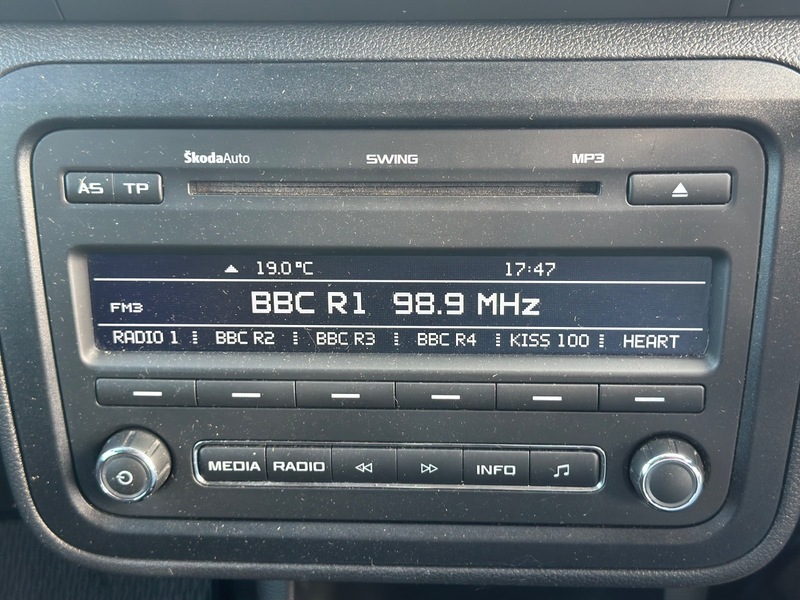 ŠkodaAuto SWING MP3
AS TP
19.0°C 17:47
FM3 BBC R1 98.9 MHz
RADIO 1 BBC R2 BBC R3 BBC R4 KISS 100 HEART
MEDIA RADIO INFO